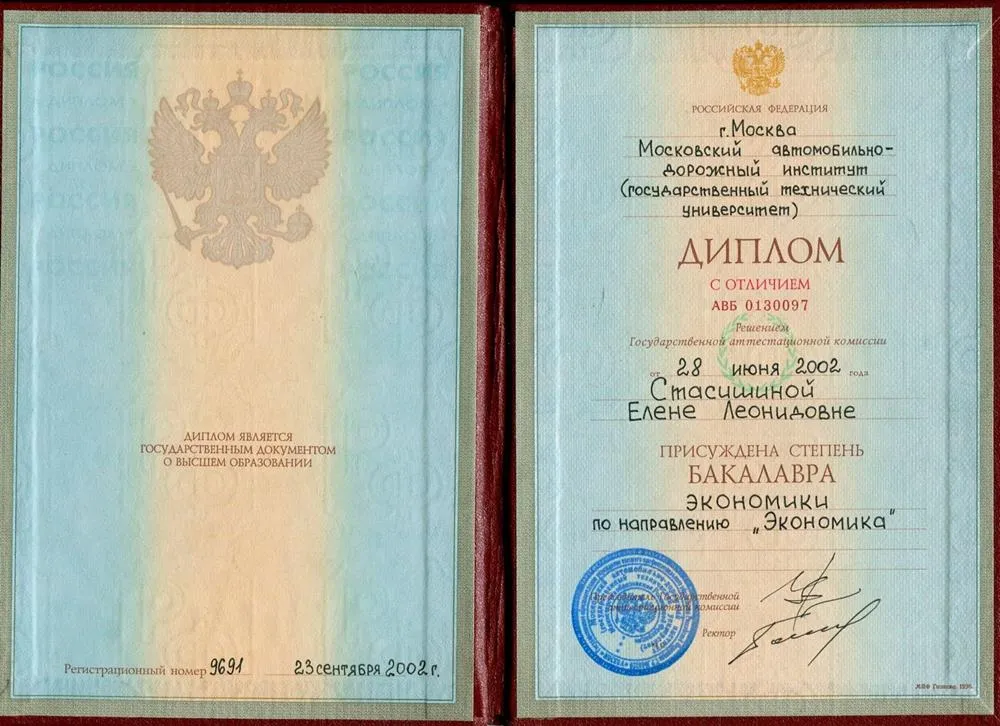 ДИПЛОМ ЯВЛЯЕТСЯ
ГОСУДАРСТВЕННЫМ ДОКУМЕНТОМ
О ВЫСШЕМ ОБРАЗОВАНИИ
Регистрационный номер 9691 23 сентября 2002 г.
РОССИЙСКАЯ ФЕДЕРАЦИЯ
г. Москва
Московский автомобильно-
дорожный институт
(государственный технический
университет)
ДИПЛОМ
С ОТЛИЧИЕМ
АВБ 0130097
Решением
Государственной аттестационной комиссии
от 28 июня 2002 года
Стасишиной
Елене Леонидовне
ПРИСУЖДЕНА СТЕПЕНЬ
БАКАЛАВРА
экономики
по направлению „Экономика"
Председатель Государственной
аттестационной комиссии
Ректор